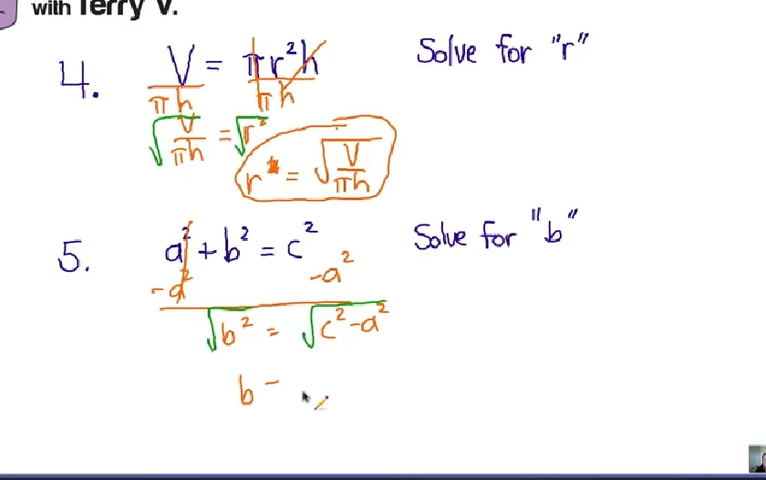 with Terry V.
4. V = πr²h Solve for "r"
πh πh
√V/πh = √r²
r = √V/πh
5. a² + b² = c² Solve for "b"
-a² -a²
√b² = √c²-a²
b =